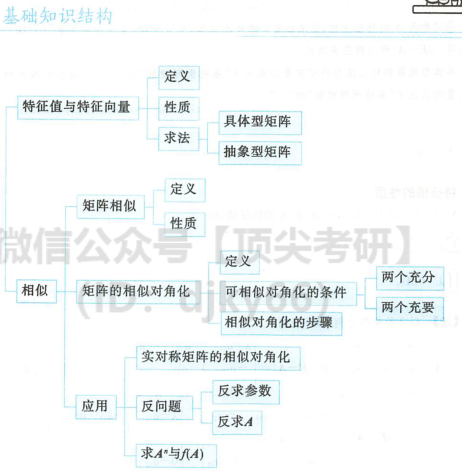 基础知识结构
特征值与特征向量
定义
性质
求法
具体型矩阵
抽象型矩阵
相似
矩阵相似
定义
性质
矩阵的相似对角化
定义
可相似对角化的条件
两个充分
两个充要
相似对角化的步骤
应用
实对称矩阵的相似对角化
反问题
反求参数
反求A
求Aⁿ与f(A)
微信公众号【顶尖考研】
(ID: djky66)